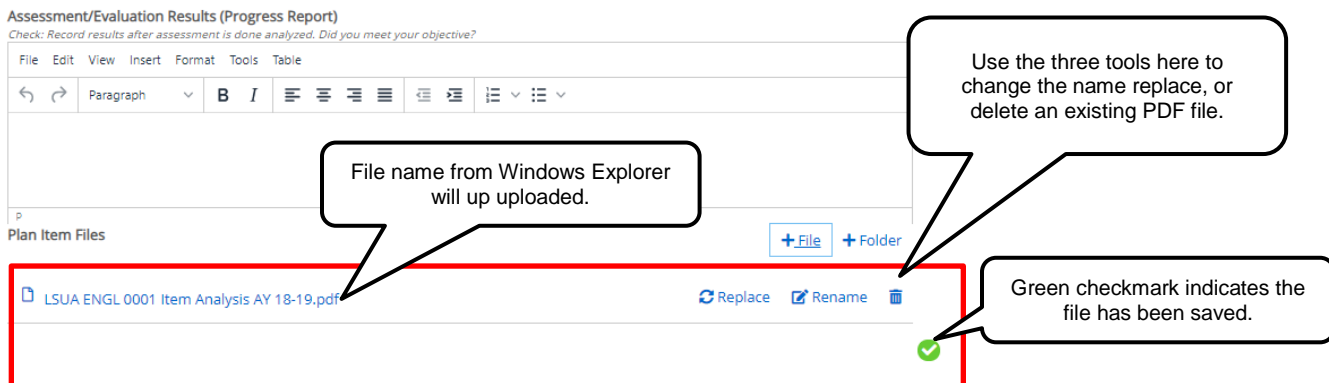 Assessment/Evaluation Results (Progress Report)
Check: Record results after assessment is done analyzed. Did you meet your objective?
File Edit View Insert Format Tools Table
Paragraph B I
Use the three tools here to
change the name replace, or
delete an existing PDF file.
File name from Windows Explorer
will up uploaded.
P
Plan Item Files
+ File + Folder
LSUA ENGL 0001 Item Analysis AY 18-19.pdf
Replace Rename
Green checkmark indicates the
file has been saved.